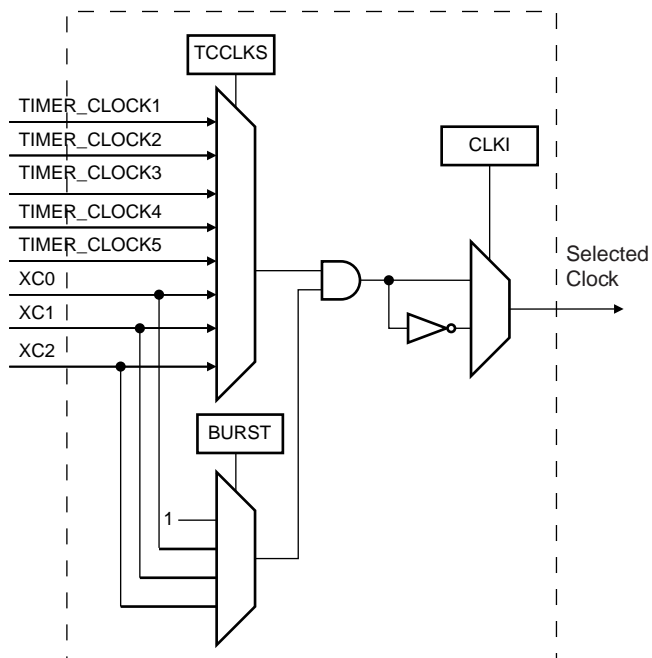 TCCLKS
TIMER_CLOCK1
TIMER_CLOCK2
TIMER_CLOCK3
TIMER_CLOCK4
TIMER_CLOCK5
XC0
XC1
XC2
CLKI
Selected
Clock
BURST
1